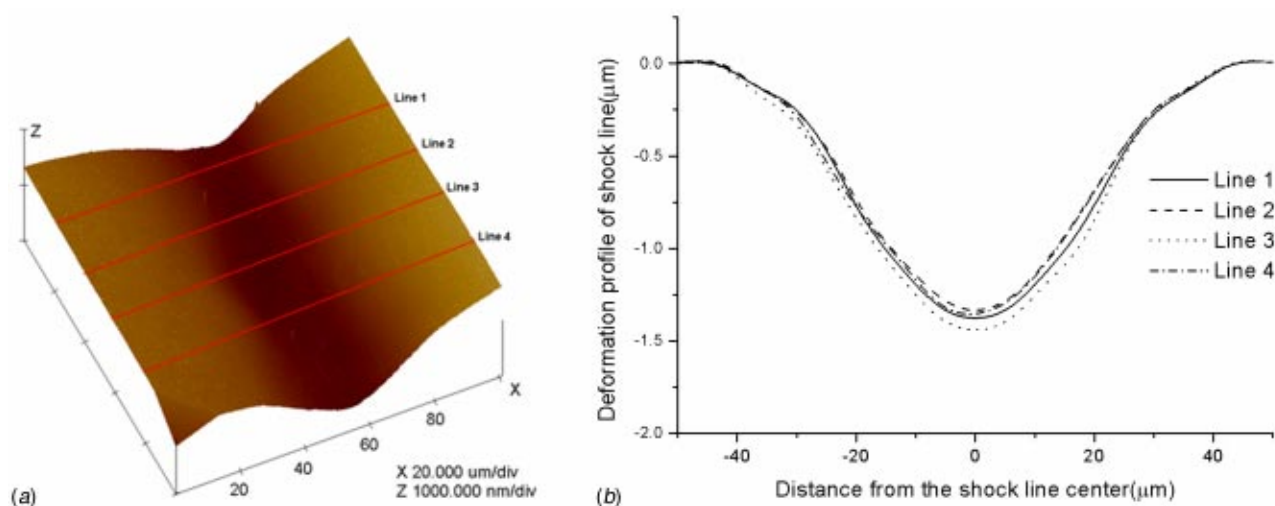 Z
Line 1
Line 2
Line 3
Line 4
X
20
40
60
80
X 20.000 um/div
Z 1000.000 nm/div
(a)
Deformation profile of shock line(μm)
0.0
-0.5
-1.0
-1.5
-2.0
Line 1
Line 2
Line 3
Line 4
-40
-20
0
20
40
Distance from the shock line center(μm)
(b)